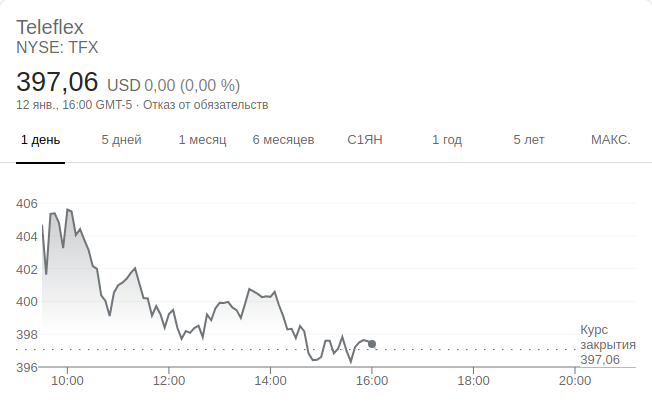 Teleflex
NYSE: TFX
397,06 USD 0,00 (0,00 %)
12 янв., 16:00 GMT-5 · Отказ от обязательств
1 день 5 дней 1 месяц 6 месяцев С1ЯН 1 год 5 лет МАКС.
406
404
402
400
398
396
Курс
закрытия
397,06
10:00 12:00 14:00 16:00 18:00 20:00